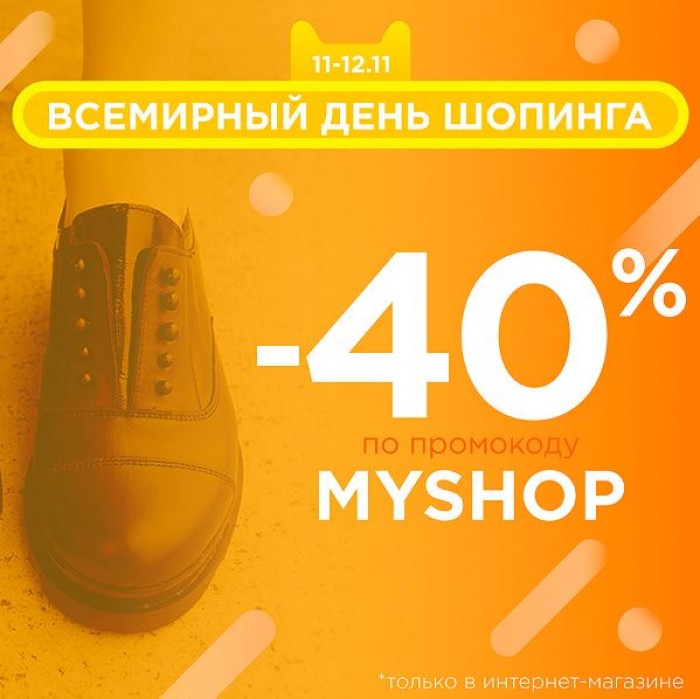 11-12.11
ВСЕМИРНЫЙ ДЕНЬ ШОПИНГА
-40%
по промокоду
MYSHOP
*только в интернет-магазине